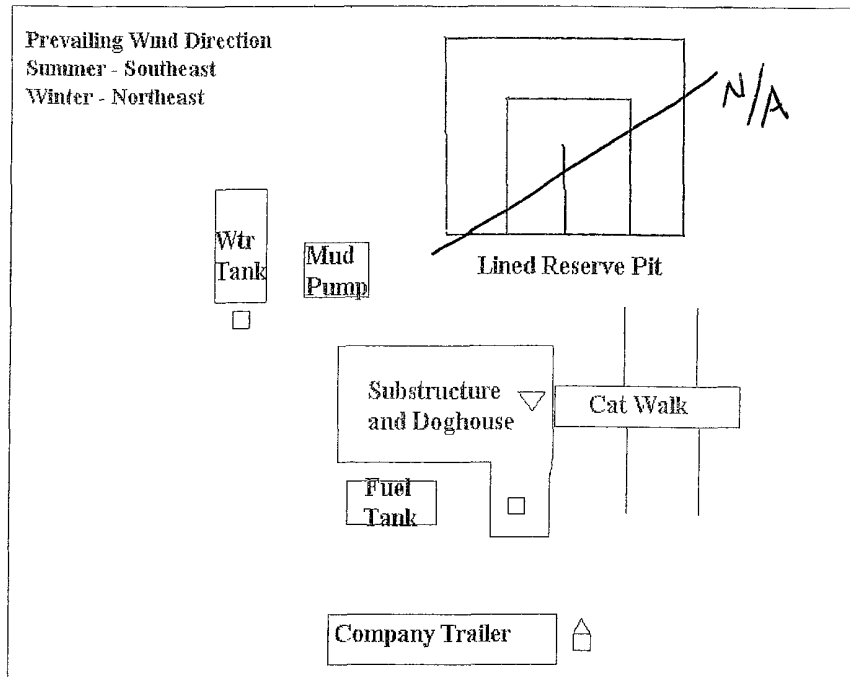 Prevailing Wind Direction
Summer - Southeast
Winter - Northeast
N/A
Wtr
Tank
Mud
Pump
Lined Reserve Pit
Substructure
and Doghouse
Cat Walk
Fuel
Tank
Company Trailer